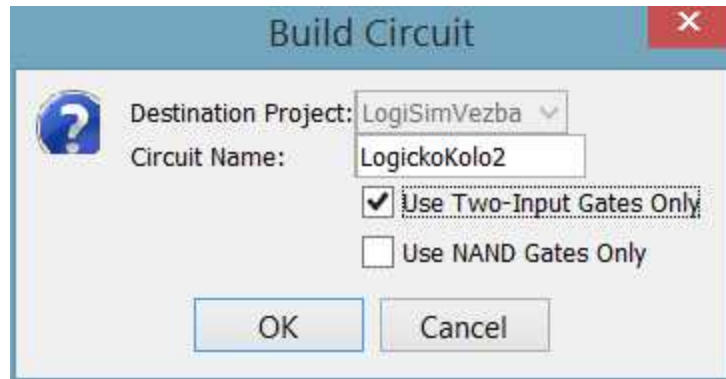 Build Circuit
Destination Project: LogiSimVezba
Circuit Name: LogickoKolo2
Use Two-Input Gates Only
Use NAND Gates Only
OK Cancel